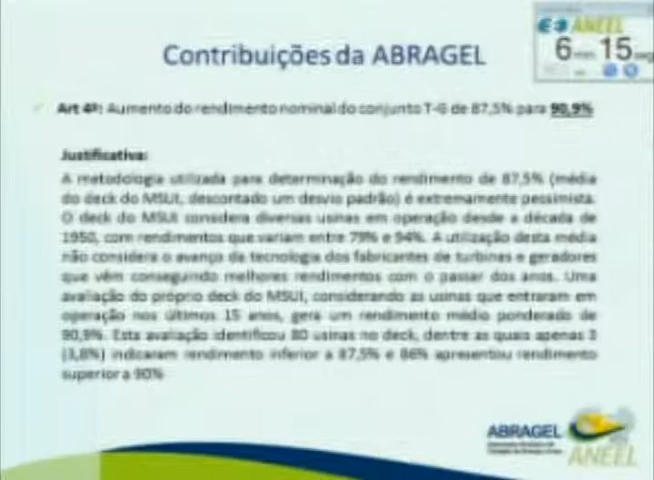 ANEEL
6 min 15 seg
Contribuições da ABRAGEL
Art 4º: Aumento do rendimento nominal do conjunto T-G de 87,5% para 90,9%
Justificativa:
A metodologia utilizada para determinação do rendimento de 87,5% (média
do deck do MSUI, descontado um desvio padrão) é extremamente pessimista.
O deck do MSUI considera diversas usinas em operação desde a década de
1950, com rendimentos que variam entre 79% e 94%. A utilização desta média
não considera o avanço da tecnologia dos fabricantes de turbinas e geradores
que vêm conseguindo melhores rendimentos com o passar dos anos. Uma
avaliação do próprio deck do MSUI, considerando as usinas que entraram em
operação nos últimos 15 anos, gera um rendimento médio ponderado de
90,9%. Esta avaliação identificou 80 usinas no deck, dentre as quais apenas 3
(3,8%) indicaram rendimento inferior a 87,5% e 86% apresentou rendimento
superior a 90%
ABRAGEL
ANEEL